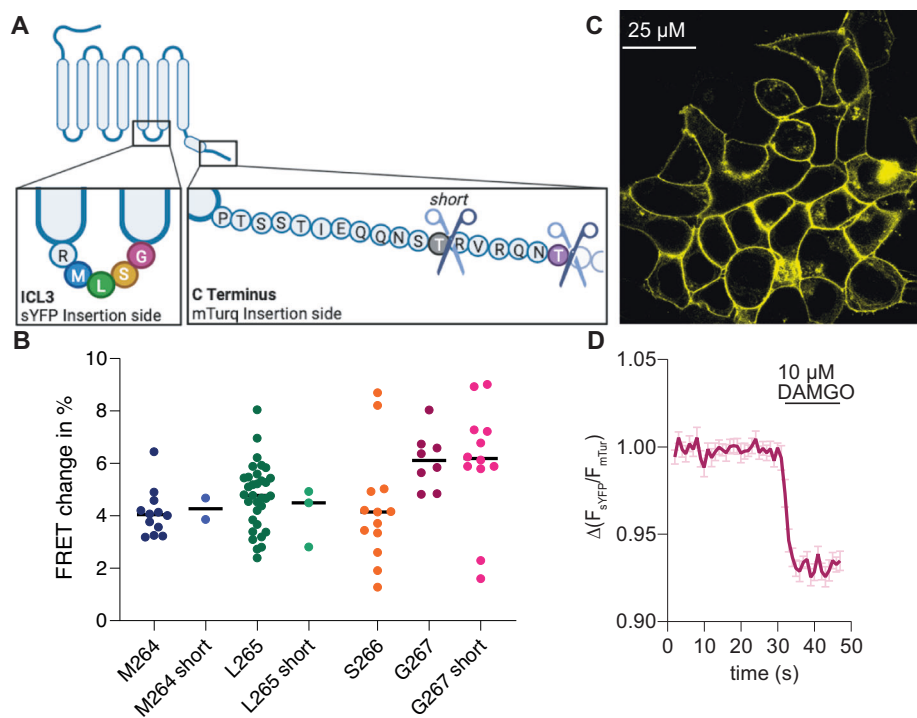 A
R
M
L
S
G
ICL3
sYFP Insertion side
short
P T S S T I E Q Q N S T R V R Q N T
C Terminus
mTurq Insertion side
B
FRET change in %
10
8
6
4
2
0
M264
M264 short
L265
L265 short
S266
G267
G267 short
C
25 µM
D
10 µM
DAMGO
Δ(FsYFP/FmTur)
1.05
1.00
0.95
0.90
0 10 20 30 40 50
time (s)